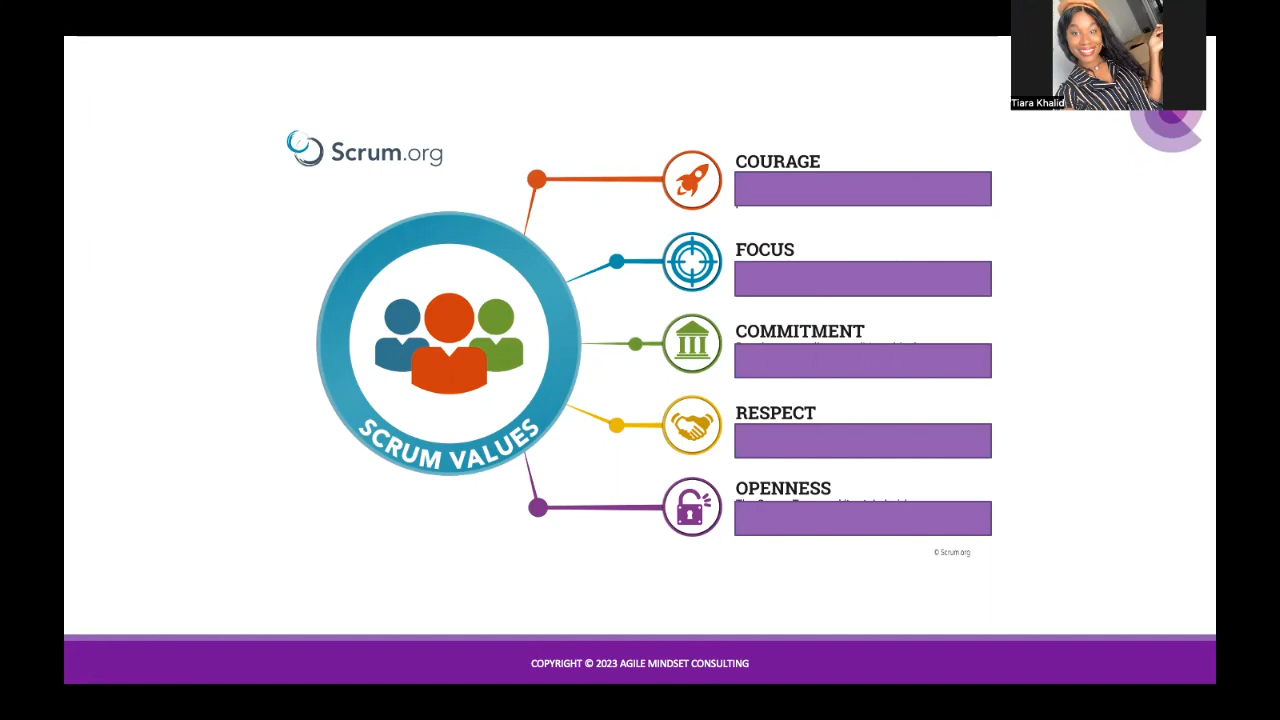 Tiara Khalid
Scrum.org
COURAGE
FOCUS
COMMITMENT
RESPECT
OPENNESS
SCRUM VALUES
© Scrum.org
COPYRIGHT © 2023 AGILE MINDSET CONSULTING